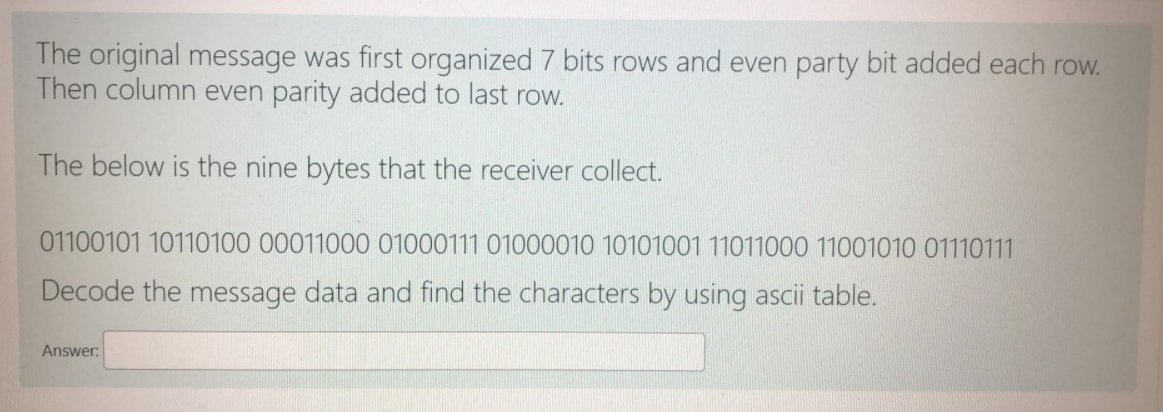 The original message was first organized 7 bits rows and even party bit added each row.
Then column even parity added to last row.
The below is the nine bytes that the receiver collect.
01100101 10110100 00011000 01000111 01000010 10101001 11011000 11001010 01110111
Decode the message data and find the characters by using ascii table.
Answer: